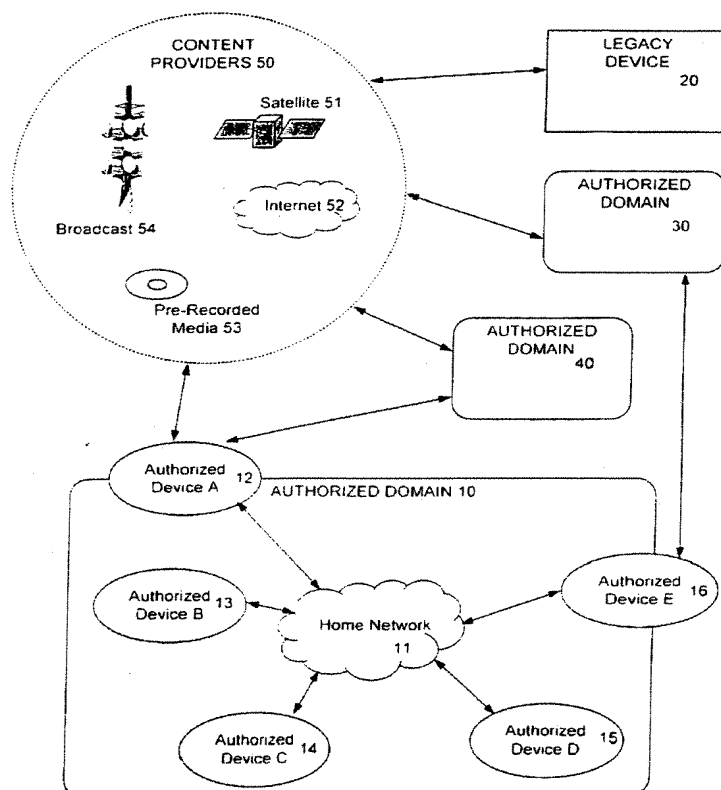 CONTENT
PROVIDERS 50
Satellite 51
Internet 52
Broadcast 54
Pre-Recorded
Media 53
LEGACY
DEVICE
20
AUTHORIZED
DOMAIN
30
AUTHORIZED
DOMAIN
40
Authorized
Device A
12
AUTHORIZED DOMAIN 10
Authorized
Device B
13
Home Network
11
Authorized
Device E
16
Authorized
Device C
14
Authorized
Device D
15